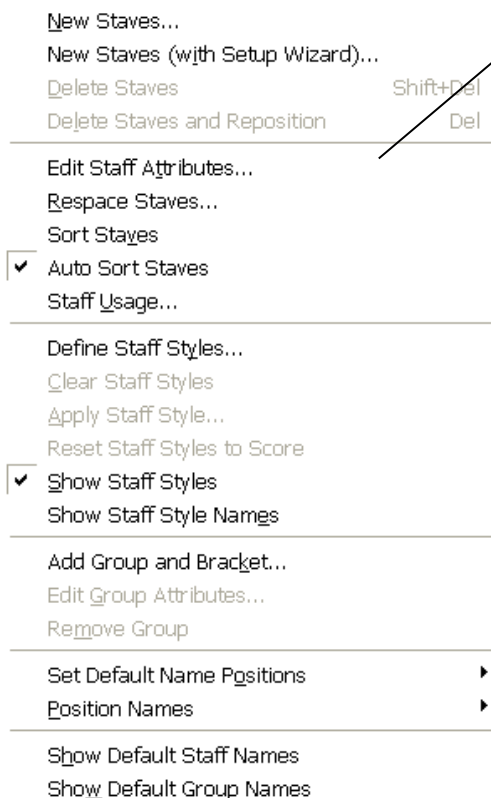 New Staves...
New Staves (with Setup Wizard)...
Delete Staves Shift+Del
Delete Staves and Reposition Del
Edit Staff Attributes...
Respace Staves...
Sort Staves
Auto Sort Staves
Staff Usage...
Define Staff Styles...
Clear Staff Styles
Apply Staff Style...
Reset Staff Styles to Score
Show Staff Styles
Show Staff Style Names
Add Group and Bracket...
Edit Group Attributes...
Remove Group
Set Default Name Positions
Position Names
Show Default Staff Names
Show Default Group Names